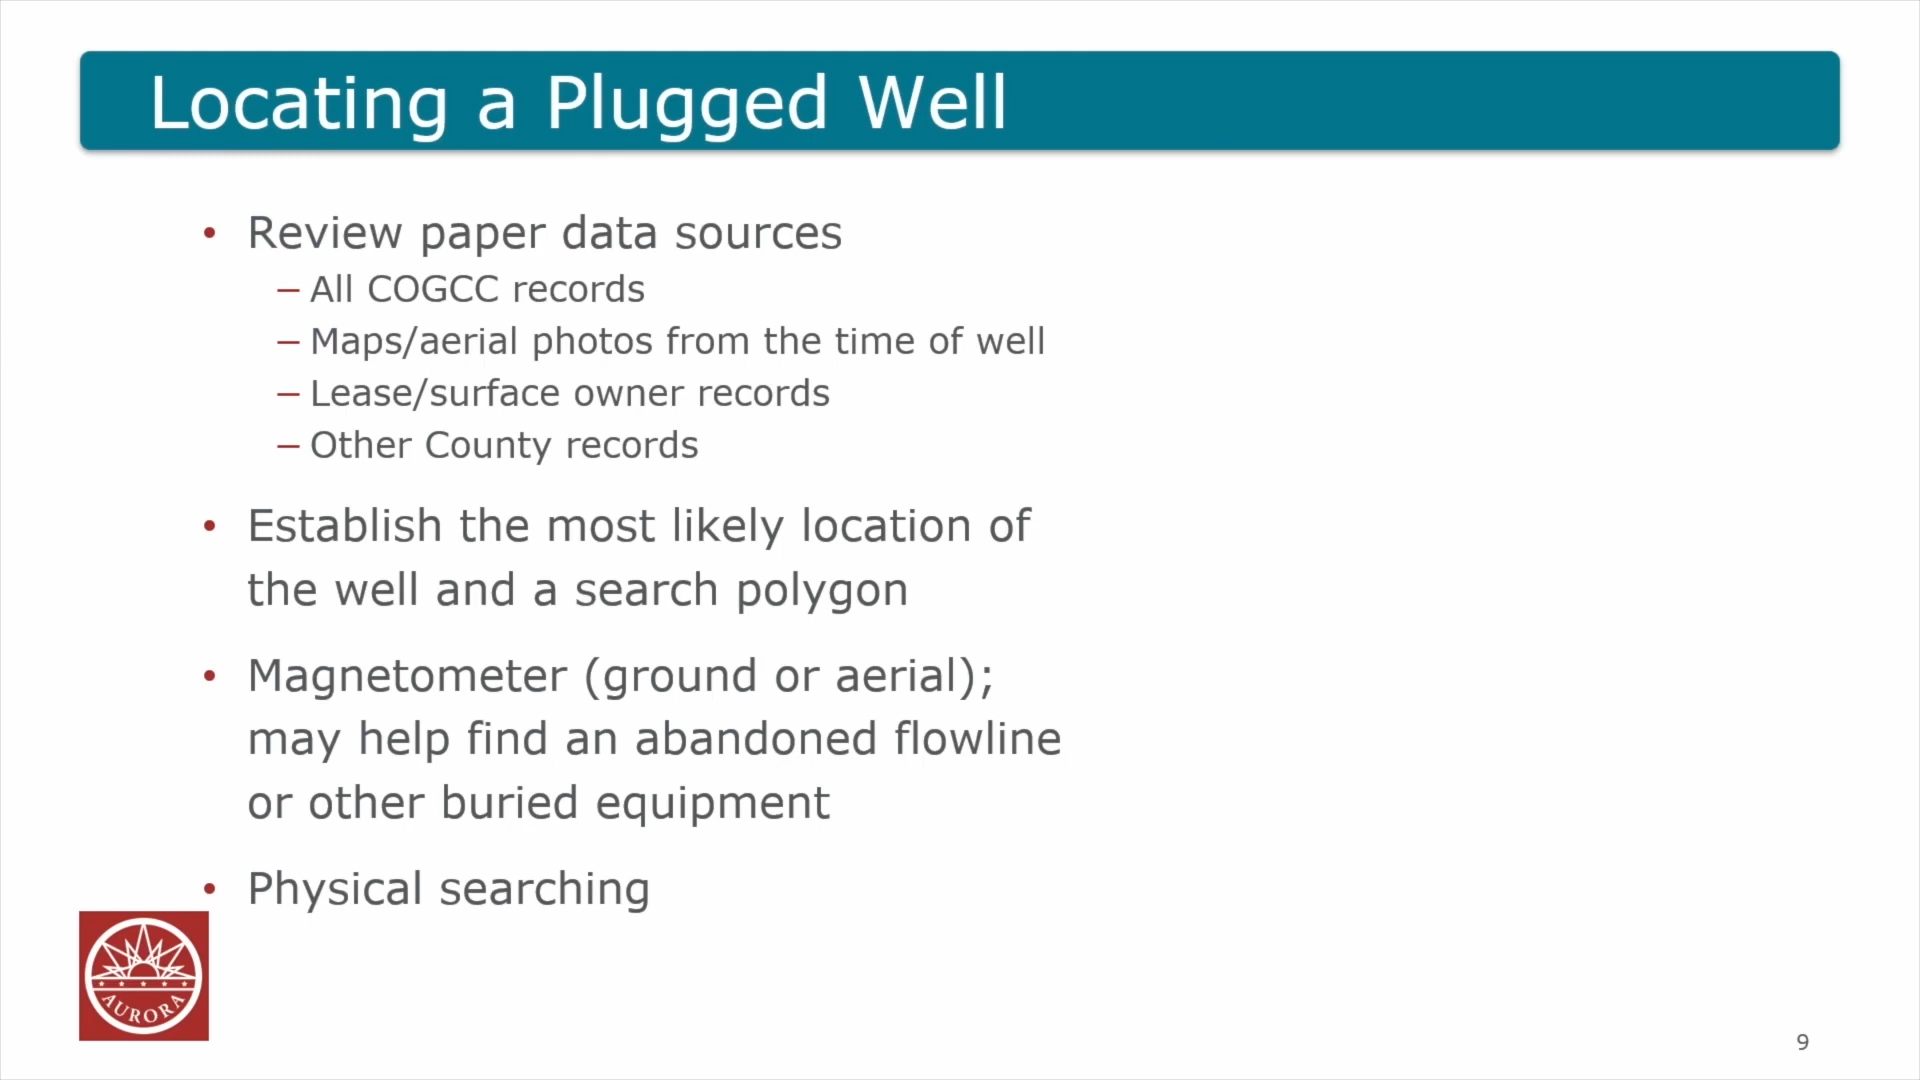 Locating a Plugged Well
• Review paper data sources
– All COGCC records
– Maps/aerial photos from the time of well
– Lease/surface owner records
– Other County records
• Establish the most likely location of
the well and a search polygon
• Magnetometer (ground or aerial);
may help find an abandoned flowline
or other buried equipment
• Physical searching
AURORA
9